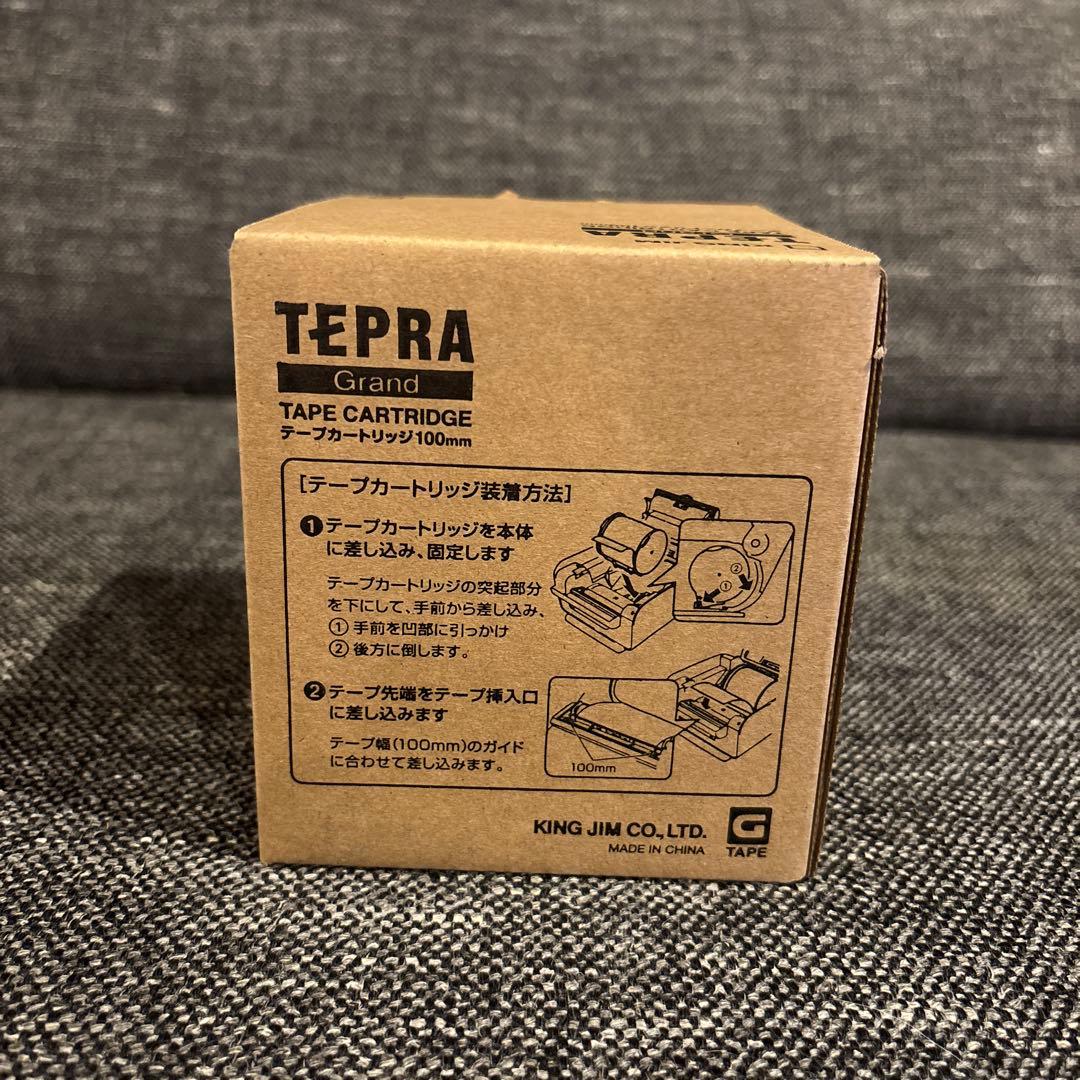 TEPRA
Grand
TAPE CARTRIDGE
テープカートリッジ100mm
[テープカートリッジ装着方法]
❶テープカートリッジを本体
に差し込み、固定します
テープカートリッジの突起部分
を下にして、手前から差し込み、
① 手前を凹部に引っかけ
② 後方に倒します。
②
①
❷テープ先端をテープ挿入口
に差し込みます
テープ幅(100mm)のガイド
に合わせて差し込みます。
100mm
KING JIM CO.,LTD.
MADE IN CHINA
G
TAPE
KING JIM
TEPRA